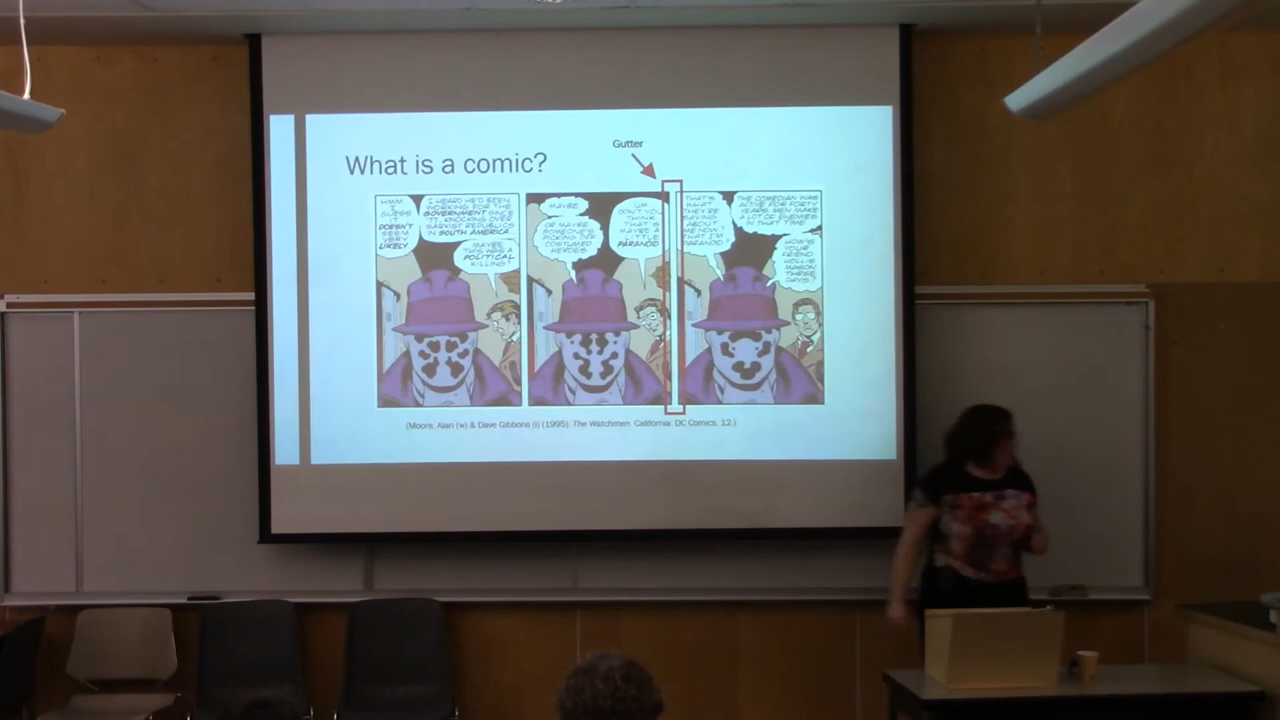 Gutter
What is a comic?
HMM.
I
GUESS
IT
DOESN'T
SEEM
VERY
LIKELY
I HEARD HE'D BEEN
WORKING FOR THE
GOVERNMENT SINCE
'77, KNOCKING OVER
MARXIST REPUBLICS
IN SOUTH AMERICA
MAYBE
THIS WAS A
POLITICAL
KILLING?
MAYBE.
OR MAYBE
SOMEONE'S
PICKING OFF
COSTUMED
HEROES.
UM.
DON'T YOU
THINK
THAT'S
MAYBE A
LITTLE
PARANOID
THAT'S
WHAT
THEY'RE
SAYING
ABOUT
ME NOW?
THAT I'M
PARANOID?
THE COMEDIAN WAS
ACTIVE FOR FORTY
YEARS. MEN MAKE
A LOT OF ENEMIES
IN THAT TIME.
HOW'S
YOUR
FRIEND
HOLLIS
MASON
THESE
DAYS?
(Moore, Alan (w) & Dave Gibbons (i) (1995). The Watchmen. California: DC Comics, 12.)